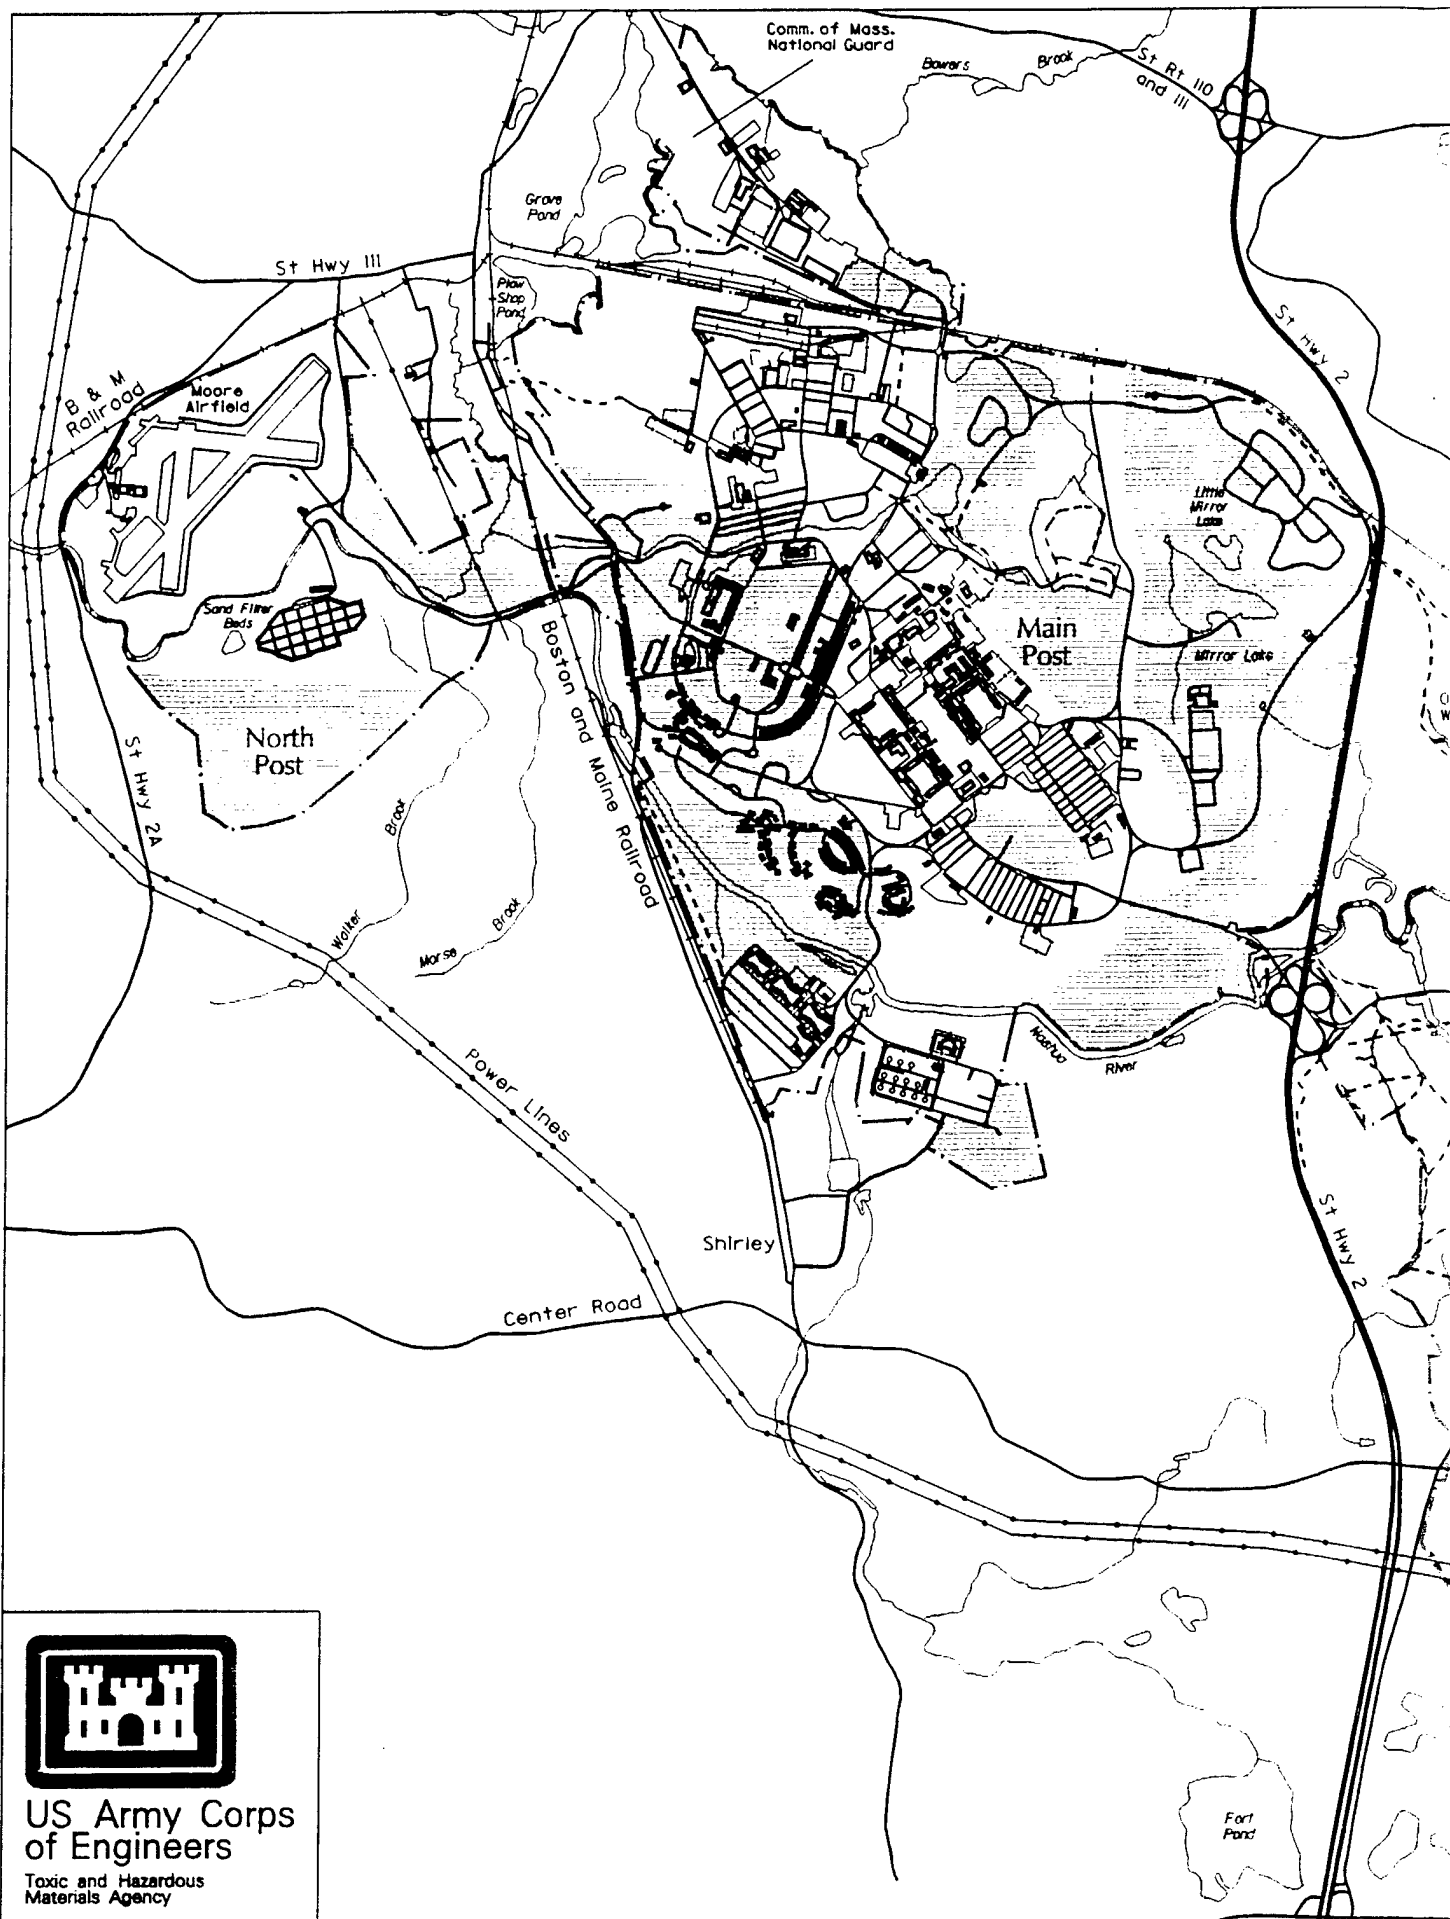 Comm. of Mass.
National Guard
Bowers
Brook
St Rt 110
and 111
Grove
Pond
St Hwy 111
Plow
Shop
Pond
St Hwy 2
B & M
Railroad
Moore
Airfield
Little
Mirror
Lake
Sand Filter
Beds
Main
Post
Mirror Lake
North
Post
Boston and Maine Railroad
St Hwy 2A
Brook
Walker
Morse
Brook
Power Lines
Nashua
River
St Hwy 2
Shirley
Center Road
US Army Corps
of Engineers
Toxic and Hazardous
Materials Agency
Fort
Pond